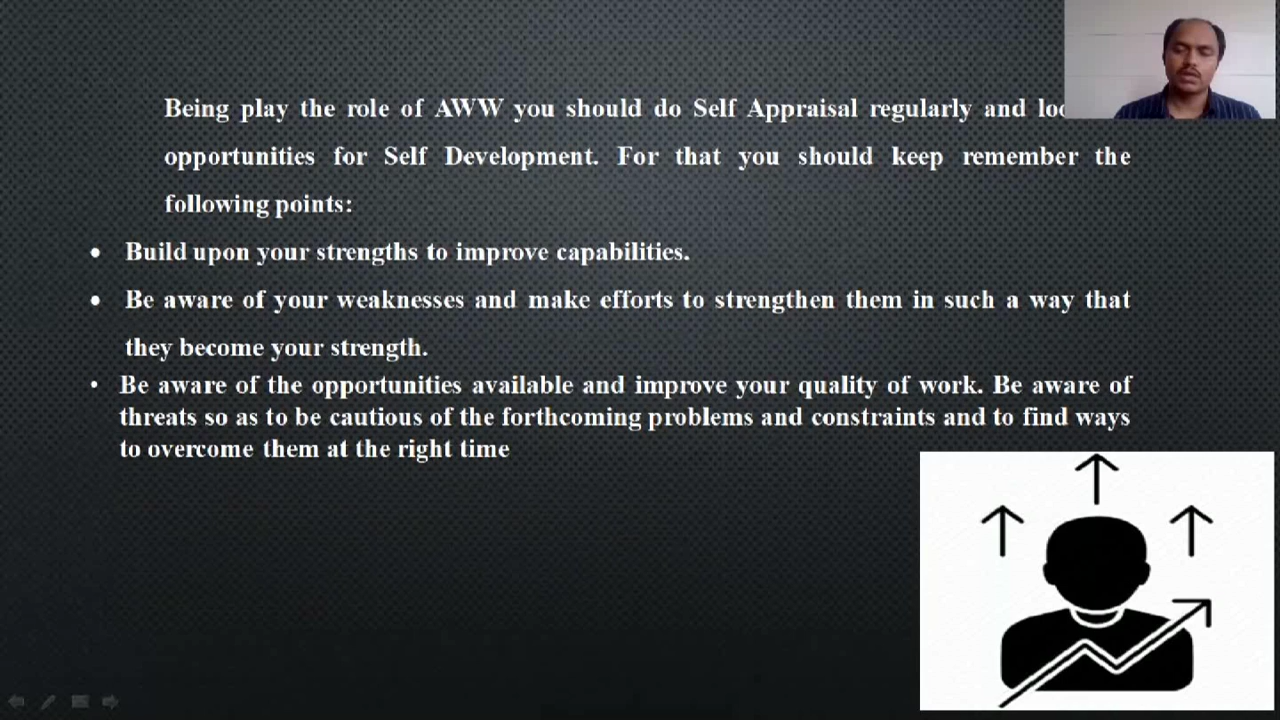 Being play the role of AWW you should do Self Appraisal regularly and
opportunities for Self Development. For that you should keep remember the
following points:
• Build upon your strengths to improve capabilities.
• Be aware of your weaknesses and make efforts to strengthen them in such a way that
they become your strength.
• Be aware of the opportunities available and improve your quality of work. Be aware of
threats so as to be cautious of the forthcoming problems and constraints and to find ways
to overcome them at the right time